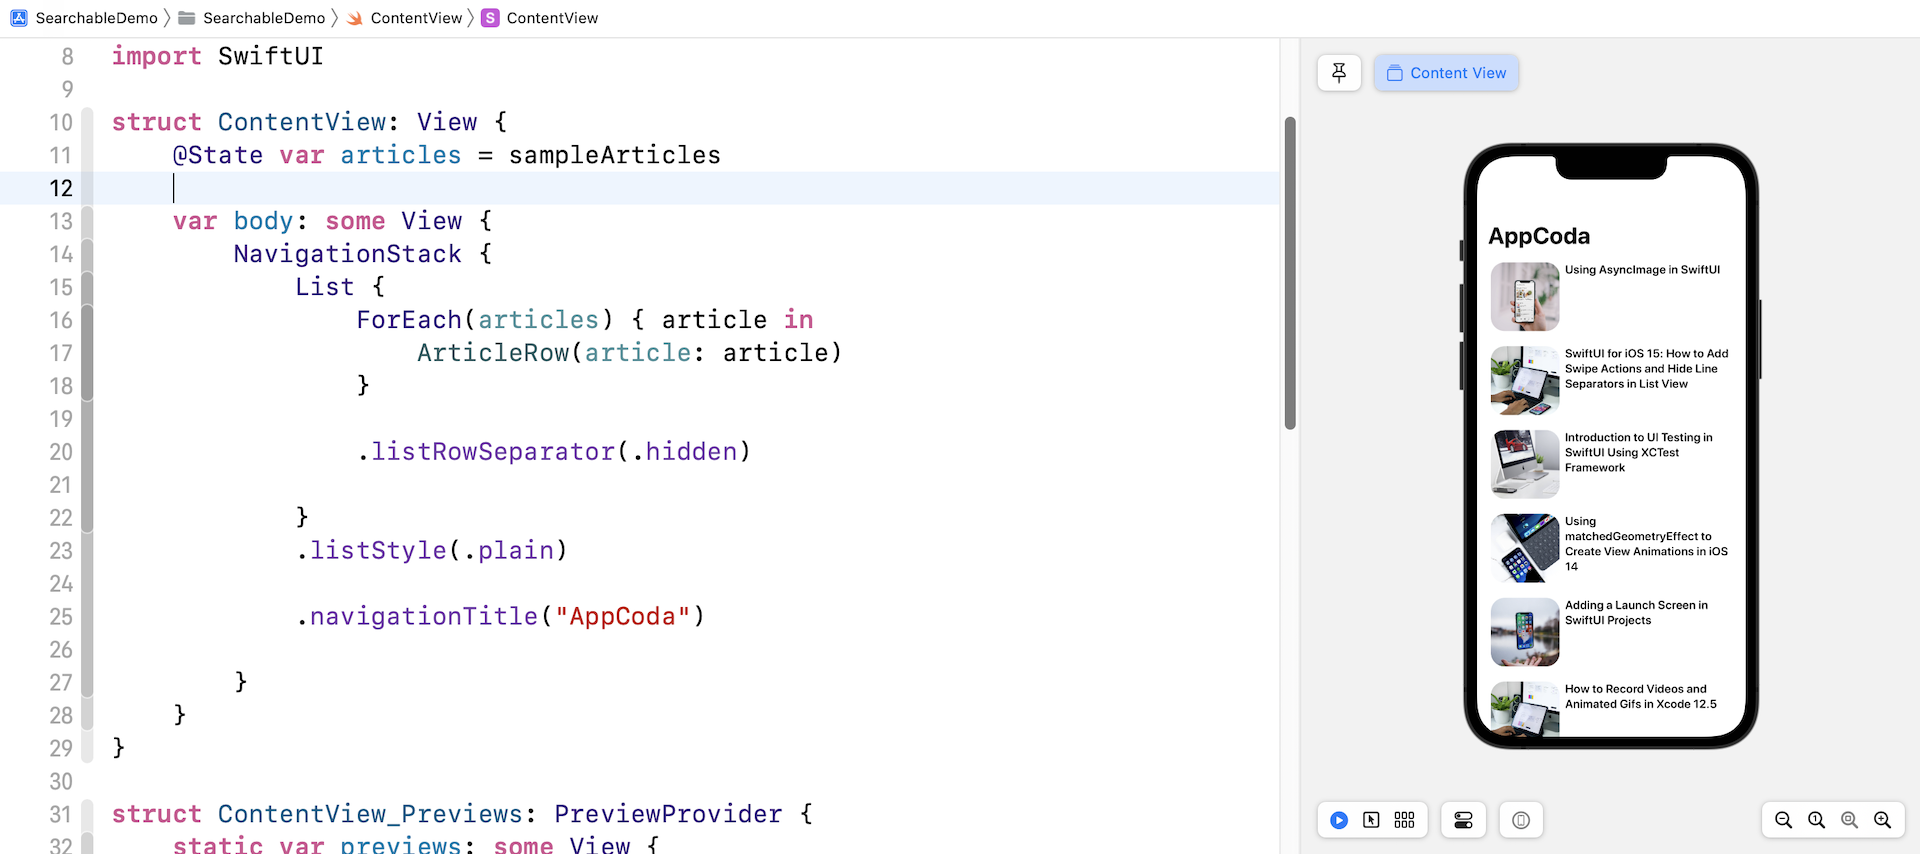 SearchableDemo SearchableDemo ContentView S ContentView
8 import SwiftUI
9
10 struct ContentView: View {
11 @State var articles = sampleArticles
12
13 var body: some View {
14 NavigationStack {
15 List {
16 ForEach(articles) { article in
17 ArticleRow(article: article)
18 }
19
20 .listRowSeparator(.hidden)
21
22 }
23 .listStyle(.plain)
24
25 .navigationTitle("AppCoda")
26
27 }
28 }
29 }
30
31 struct ContentView_Previews: PreviewProvider {
32 static var previews: some View {
Content View
AppCoda
Using AsyncImage in SwiftUI
SwiftUI for iOS 15: How to Add
Swipe Actions and Hide Line
Separators in List View
Introduction to UI Testing in
SwiftUI Using XCTest
Framework
Using
matchedGeometryEffect to
Create View Animations in iOS
14
Adding a Launch Screen in
SwiftUI Projects
How to Record Videos and
Animated Gifs in Xcode 12.5